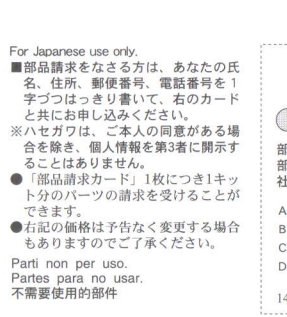 For Japanese use only.
■部品請求をなさる方は、あなたの氏
名、住所、郵便番号、電話番号を1
字づつはっきり書いて、右のカード
と共にお申し込みください。
※ハセガワは、ご本人の同意がある場
合を除き、個人情報を第3者に開示す
ることはありません。
●「部品請求カード」1枚につき1キッ
ト分のパーツの請求を受けることが
できます。
●右記の価格は予告なく変更する場合
もありますのでご了承ください。
Parti non per uso.
Partes para no usar.
不需要使用的部件
部
部
社
A
B
C
D
14